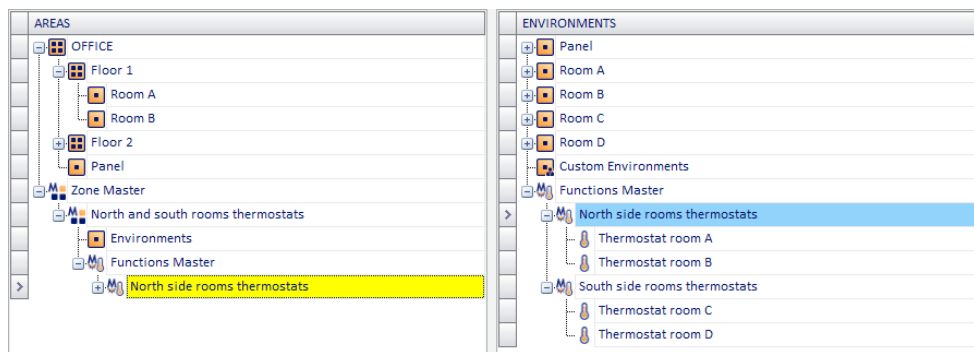 AREAS
OFFICE
Floor 1
Room A
Room B
Floor 2
Panel
Zone Master
North and south rooms thermostats
Environments
Functions Master
North side rooms thermostats
ENVIRONMENTS
Panel
Room A
Room B
Room C
Room D
Custom Environments
Functions Master
North side rooms thermostats
Thermostat room A
Thermostat room B
South side rooms thermostats
Thermostat room C
Thermostat room D